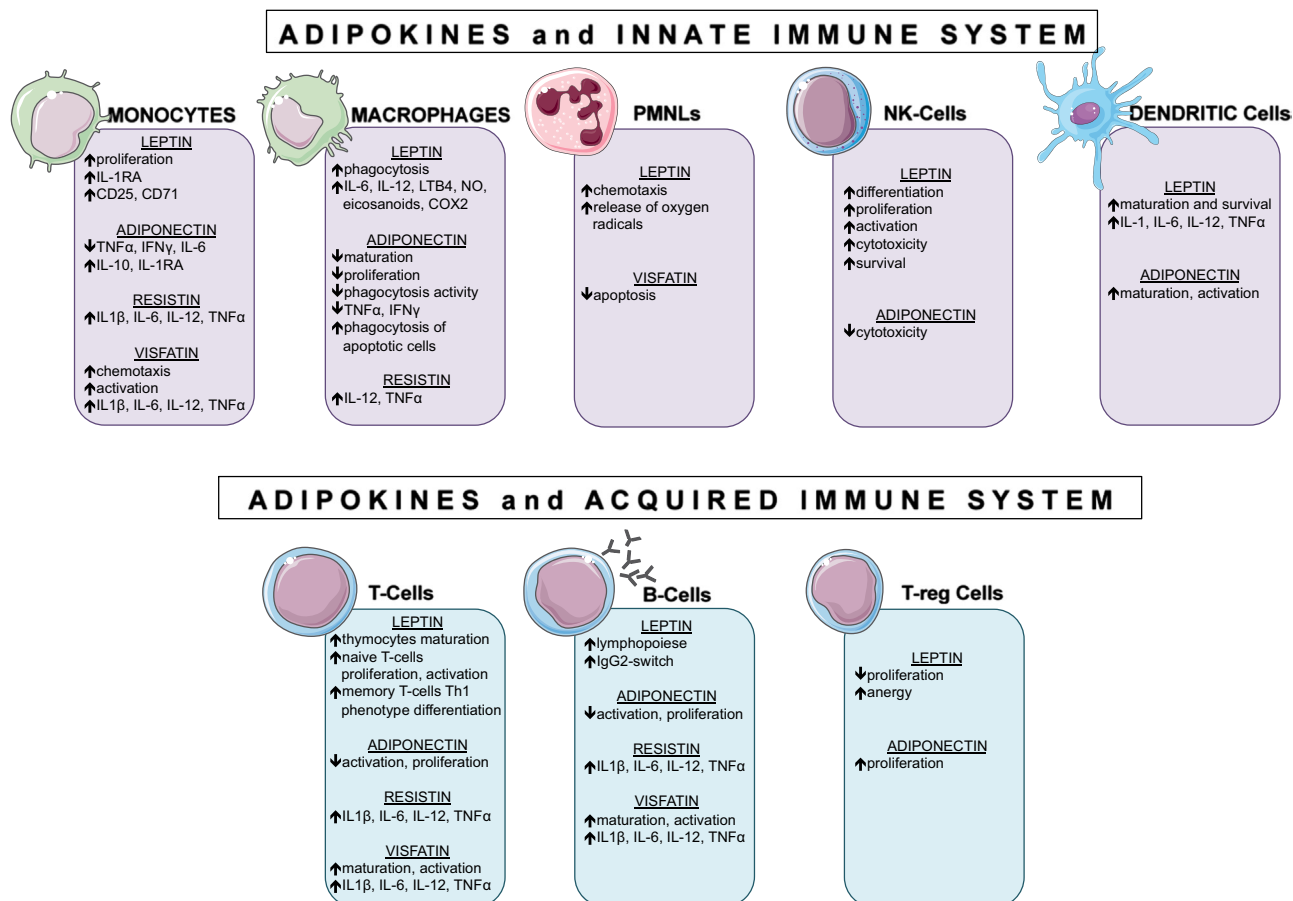 ADIPOKINES and INNATE IMMUNE SYSTEM
MONOCYTES
LEPTIN
↑proliferation
↑IL-1RA
↑CD25, CD71
ADIPONECTIN
↓TNFα, IFNγ, IL-6
↑IL-10, IL-1RA
RESISTIN
↑IL1β, IL-6, IL-12, TNFα
VISFATIN
↑chemotaxis
↑activation
↑IL1β, IL-6, IL-12, TNFα
MACROPHAGES
LEPTIN
↑phagocytosis
↑IL-6, IL-12, LTB4, NO,
eicosanoids, COX2
ADIPONECTIN
↓maturation
↓proliferation
↓phagocytosis activity
↓TNFα, IFNγ
↑phagocytosis of
apoptotic cells
RESISTIN
↑IL-12, TNFα
PMNLs
LEPTIN
↑chemotaxis
↑release of oxygen
radicals
VISFATIN
↓apoptosis
NK-Cells
LEPTIN
↑differentiation
↑proliferation
↑activation
↑cytotoxicity
↑survival
ADIPONECTIN
↓cytotoxicity
DENDRITIC Cells
LEPTIN
↑maturation and survival
↑IL-1, IL-6, IL-12, TNFα
ADIPONECTIN
↑maturation, activation
ADIPOKINES and ACQUIRED IMMUNE SYSTEM
T-Cells
LEPTIN
↑thymocytes maturation
↑naive T-cells
proliferation, activation
↑memory T-cells Th1
phenotype differentiation
ADIPONECTIN
↓activation, proliferation
RESISTIN
↑IL1β, IL-6, IL-12, TNFα
VISFATIN
↑maturation, activation
↑IL1β, IL-6, IL-12, TNFα
B-Cells
LEPTIN
↑lymphopoiese
↑IgG2-switch
ADIPONECTIN
↓activation, proliferation
RESISTIN
↑IL1β, IL-6, IL-12, TNFα
VISFATIN
↑maturation, activation
↑IL1β, IL-6, IL-12, TNFα
T-reg Cells
LEPTIN
↓proliferation
↑anergy
ADIPONECTIN
↑proliferation